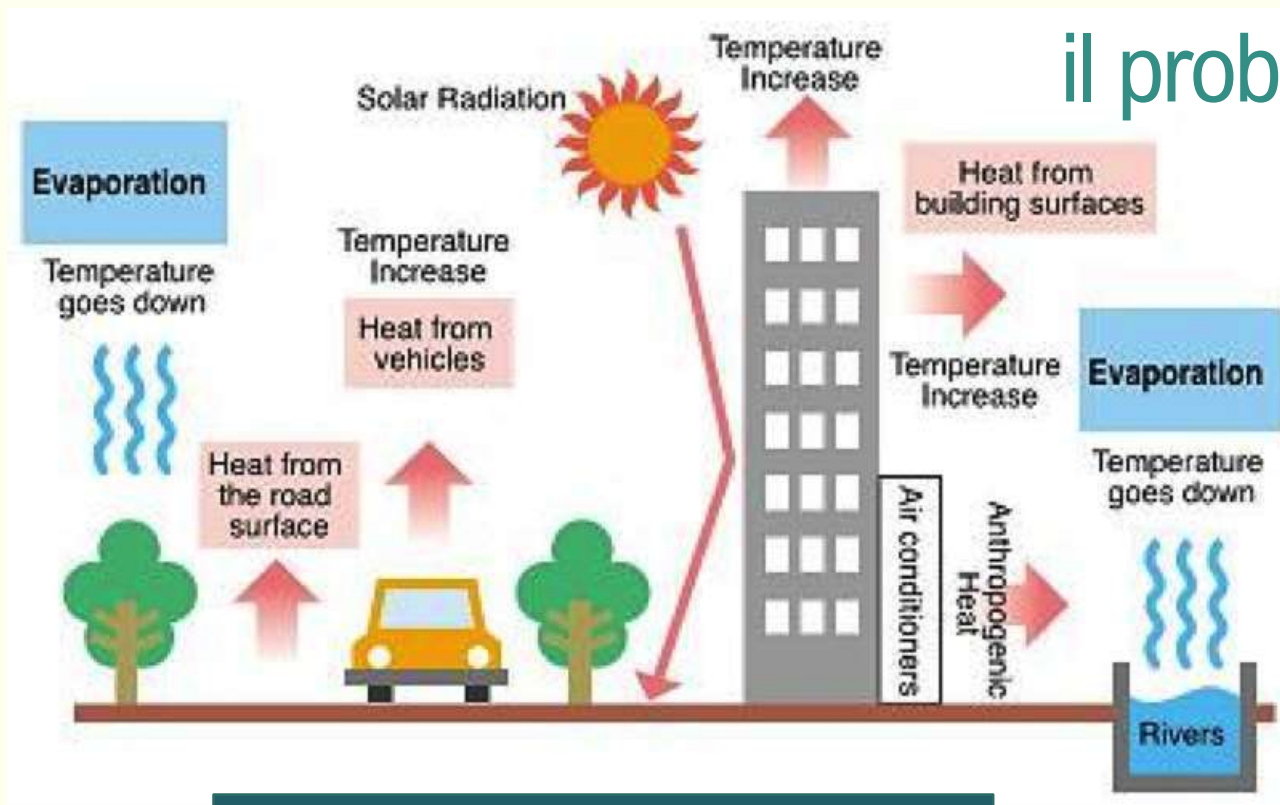 il prob
Temperature
Increase
Solar Radiation
Evaporation
Temperature
goes down
Temperature
Increase
Heat from
vehicles
Heat from
the road
surface
Heat from
building surfaces
Temperature
Increase
Air conditioners
Anthropogenic
Heat
Evaporation
Temperature
goes down
Rivers